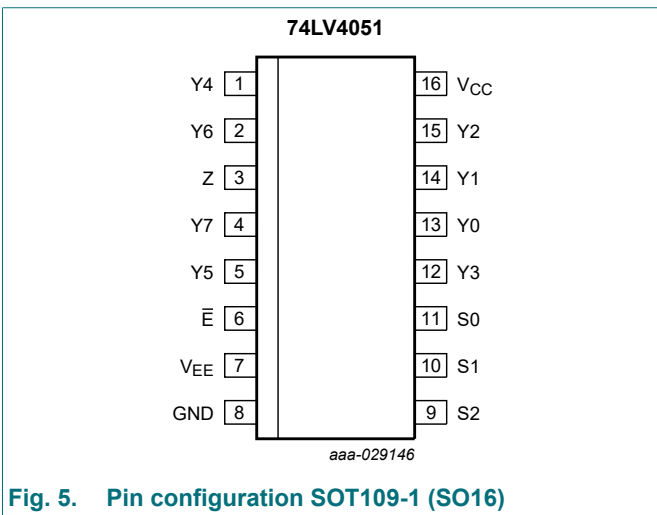 74LV4051
Y4 1 16 VCC
Y6 2 15 Y2
Z 3 14 Y1
Y7 4 13 Y0
Y5 5 12 Y3
E̅ 6 11 S0
VEE 7 10 S1
GND 8 9 S2
aaa-029146
Fig. 5. Pin configuration SOT109-1 (SO16)